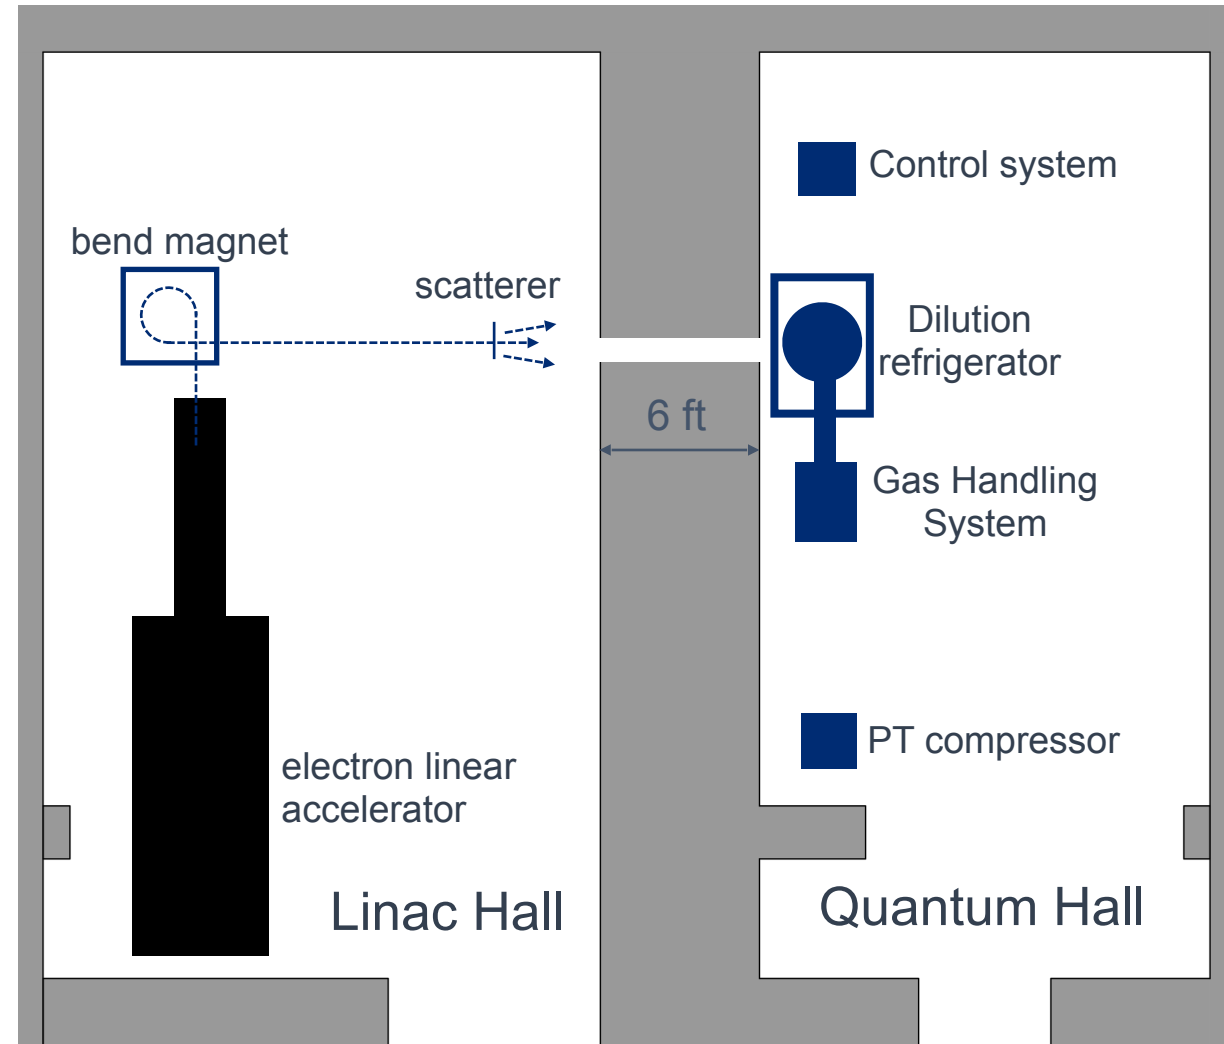 Control system
bend magnet
scatterer
Dilution
refrigerator
6 ft
Gas Handling
System
PT compressor
electron linear
accelerator
Linac Hall
Quantum Hall